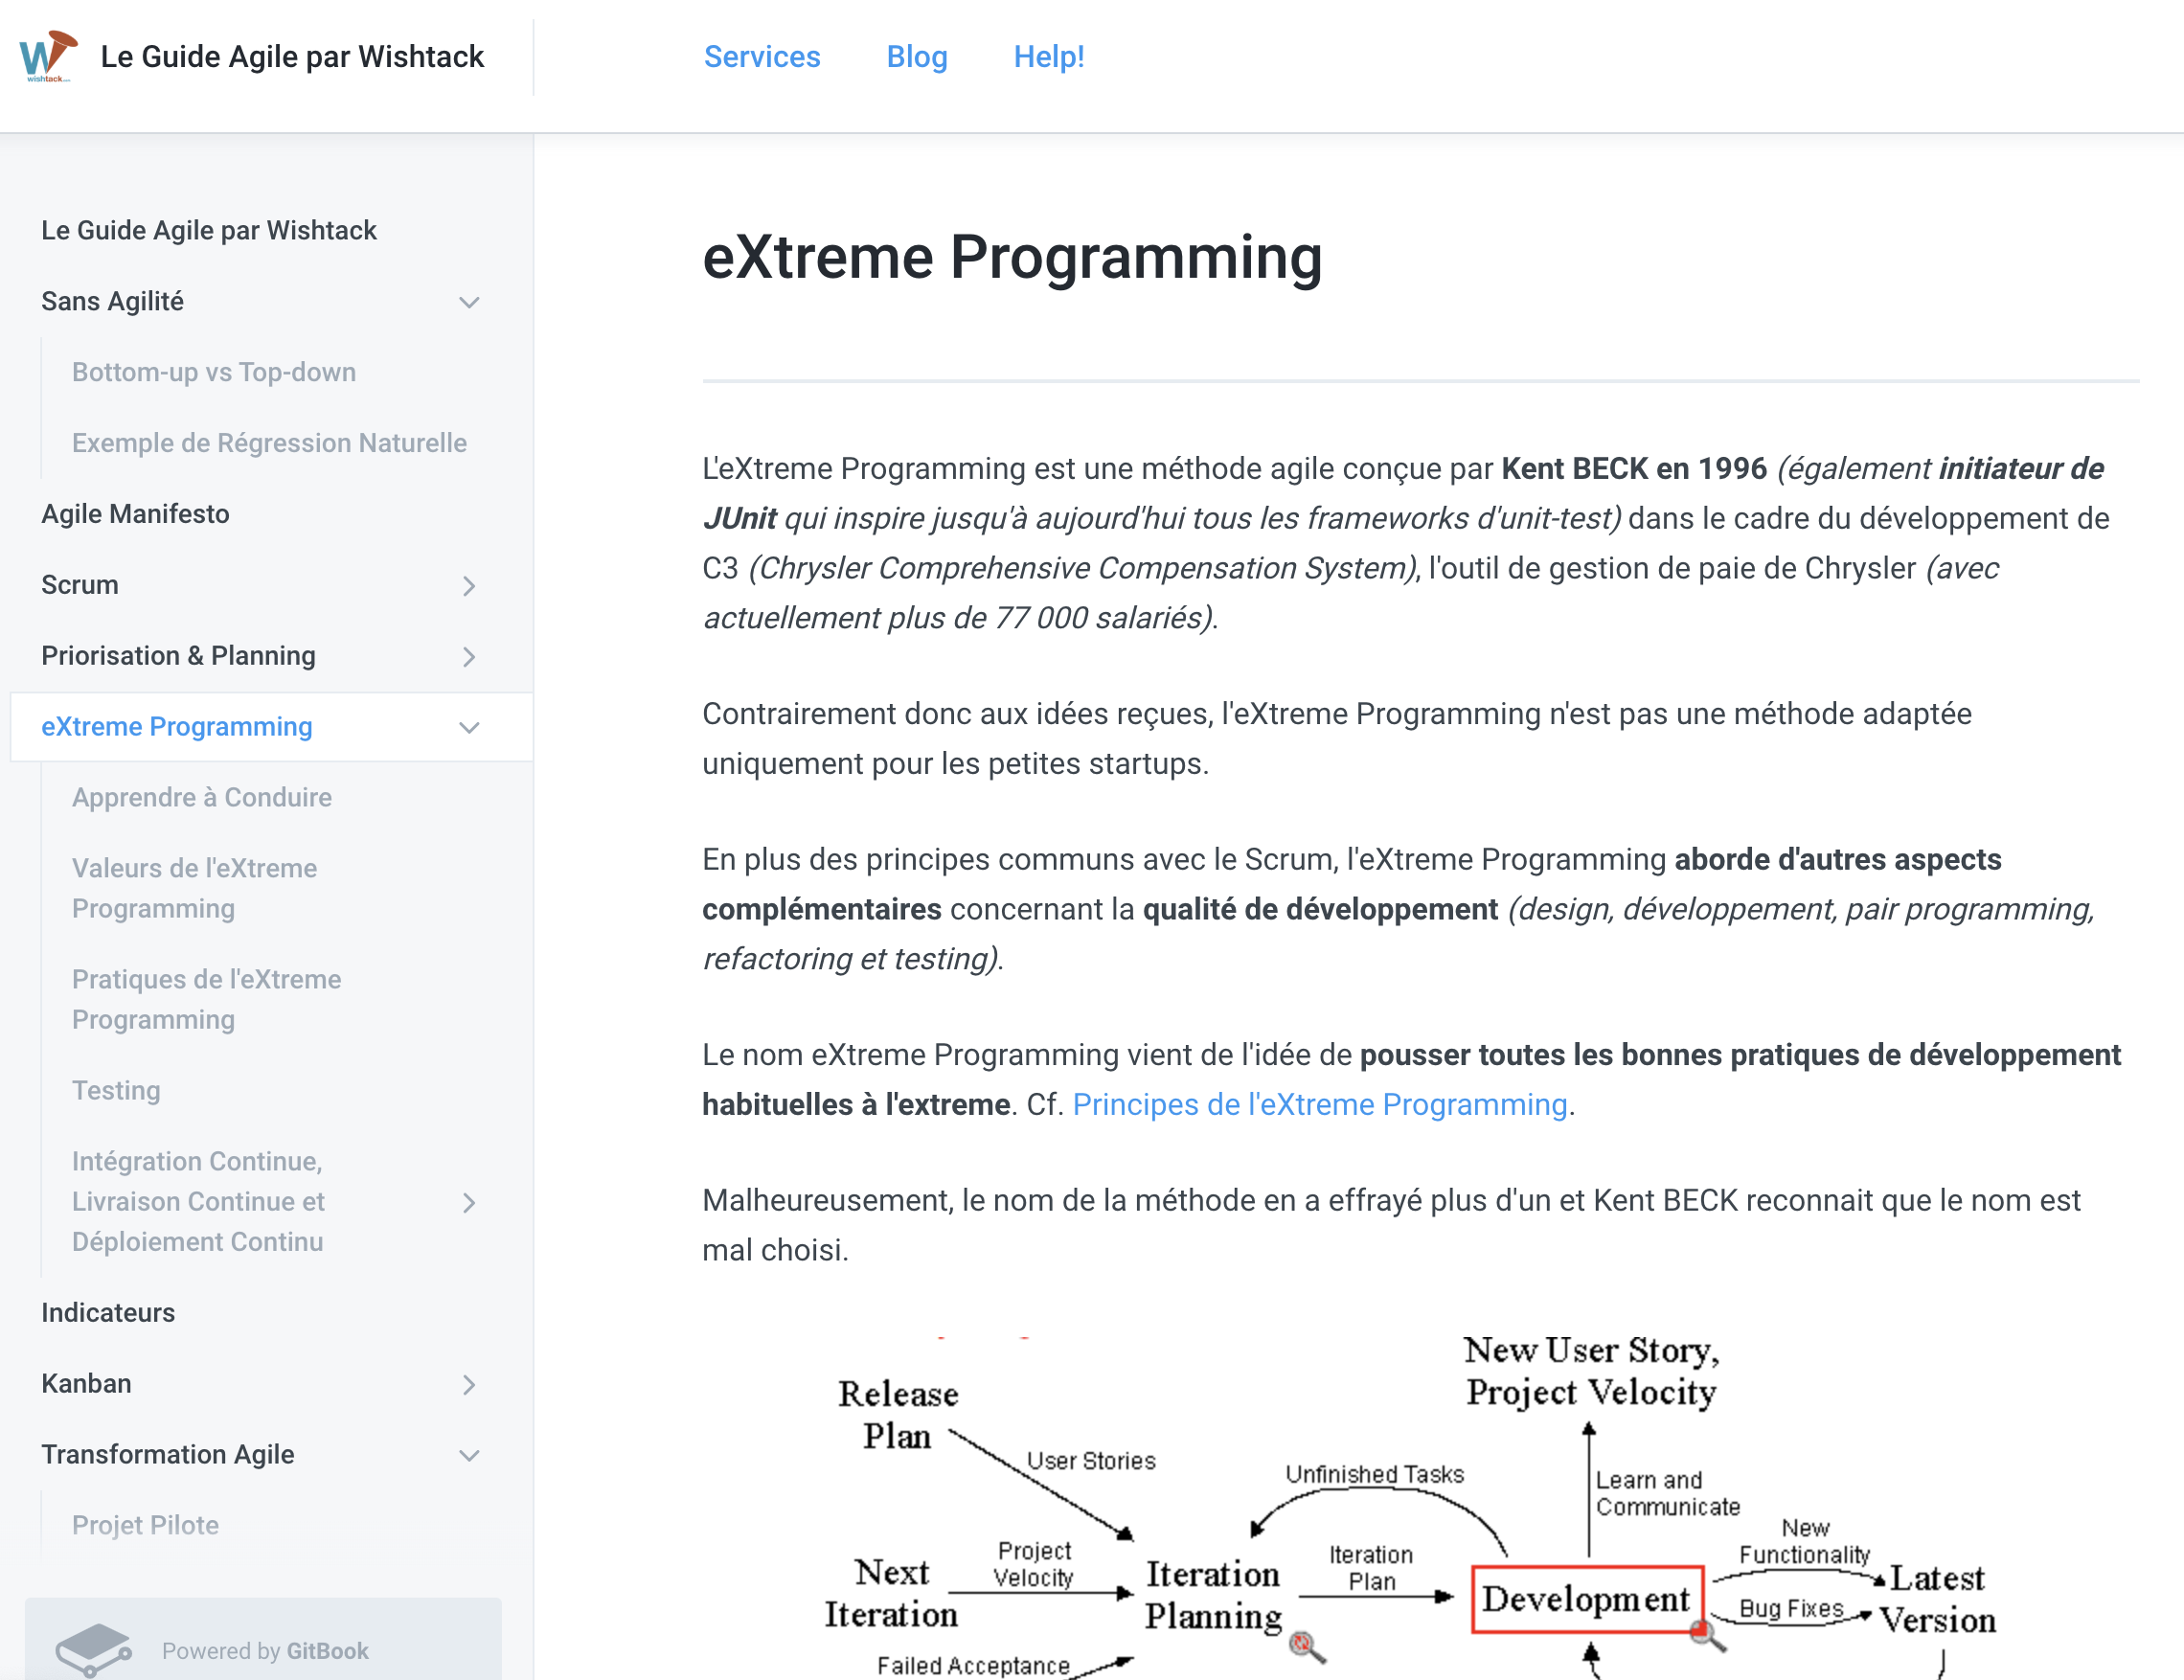 Le Guide Agile par Wishtack
wishtack.com
Services
Blog
Help!
Le Guide Agile par Wishtack
Sans Agilité
Bottom-up vs Top-down
Exemple de Régression Naturelle
Agile Manifesto
Scrum
Priorisation & Planning
eXtreme Programming
Apprendre à Conduire
Valeurs de l'eXtreme
Programming
Pratiques de l'eXtreme
Programming
Testing
Intégration Continue,
Livraison Continue et
Déploiement Continu
Indicateurs
Kanban
Transformation Agile
Projet Pilote
Powered by GitBook
eXtreme Programming
L'eXtreme Programming est une méthode agile conçue par Kent BECK en 1996 (également initiateur de
JUnit qui inspire jusqu'à aujourd'hui tous les frameworks d'unit-test) dans le cadre du développement de
C3 (Chrysler Comprehensive Compensation System), l'outil de gestion de paie de Chrysler (avec
actuellement plus de 77 000 salariés).
Contrairement donc aux idées reçues, l'eXtreme Programming n'est pas une méthode adaptée
uniquement pour les petites startups.
En plus des principes communs avec le Scrum, l'eXtreme Programming aborde d'autres aspects
complémentaires concernant la qualité de développement (design, développement, pair programming,
refactoring et testing).
Le nom eXtreme Programming vient de l'idée de pousser toutes les bonnes pratiques de développement
habituelles à l'extreme. Cf. Principes de l'eXtreme Programming.
Malheureusement, le nom de la méthode en a effrayé plus d'un et Kent BECK reconnait que le nom est
mal choisi.
New User Story,
Project Velocity
Release
Plan
User Stories
Unfinished Tasks
Learn and
Communicate
New
Functionality
Project
Velocity
Next
Iteration
Iteration
Planning
Iteration
Plan
Development
Bug Fixes
Latest
Version
Failed Acceptance